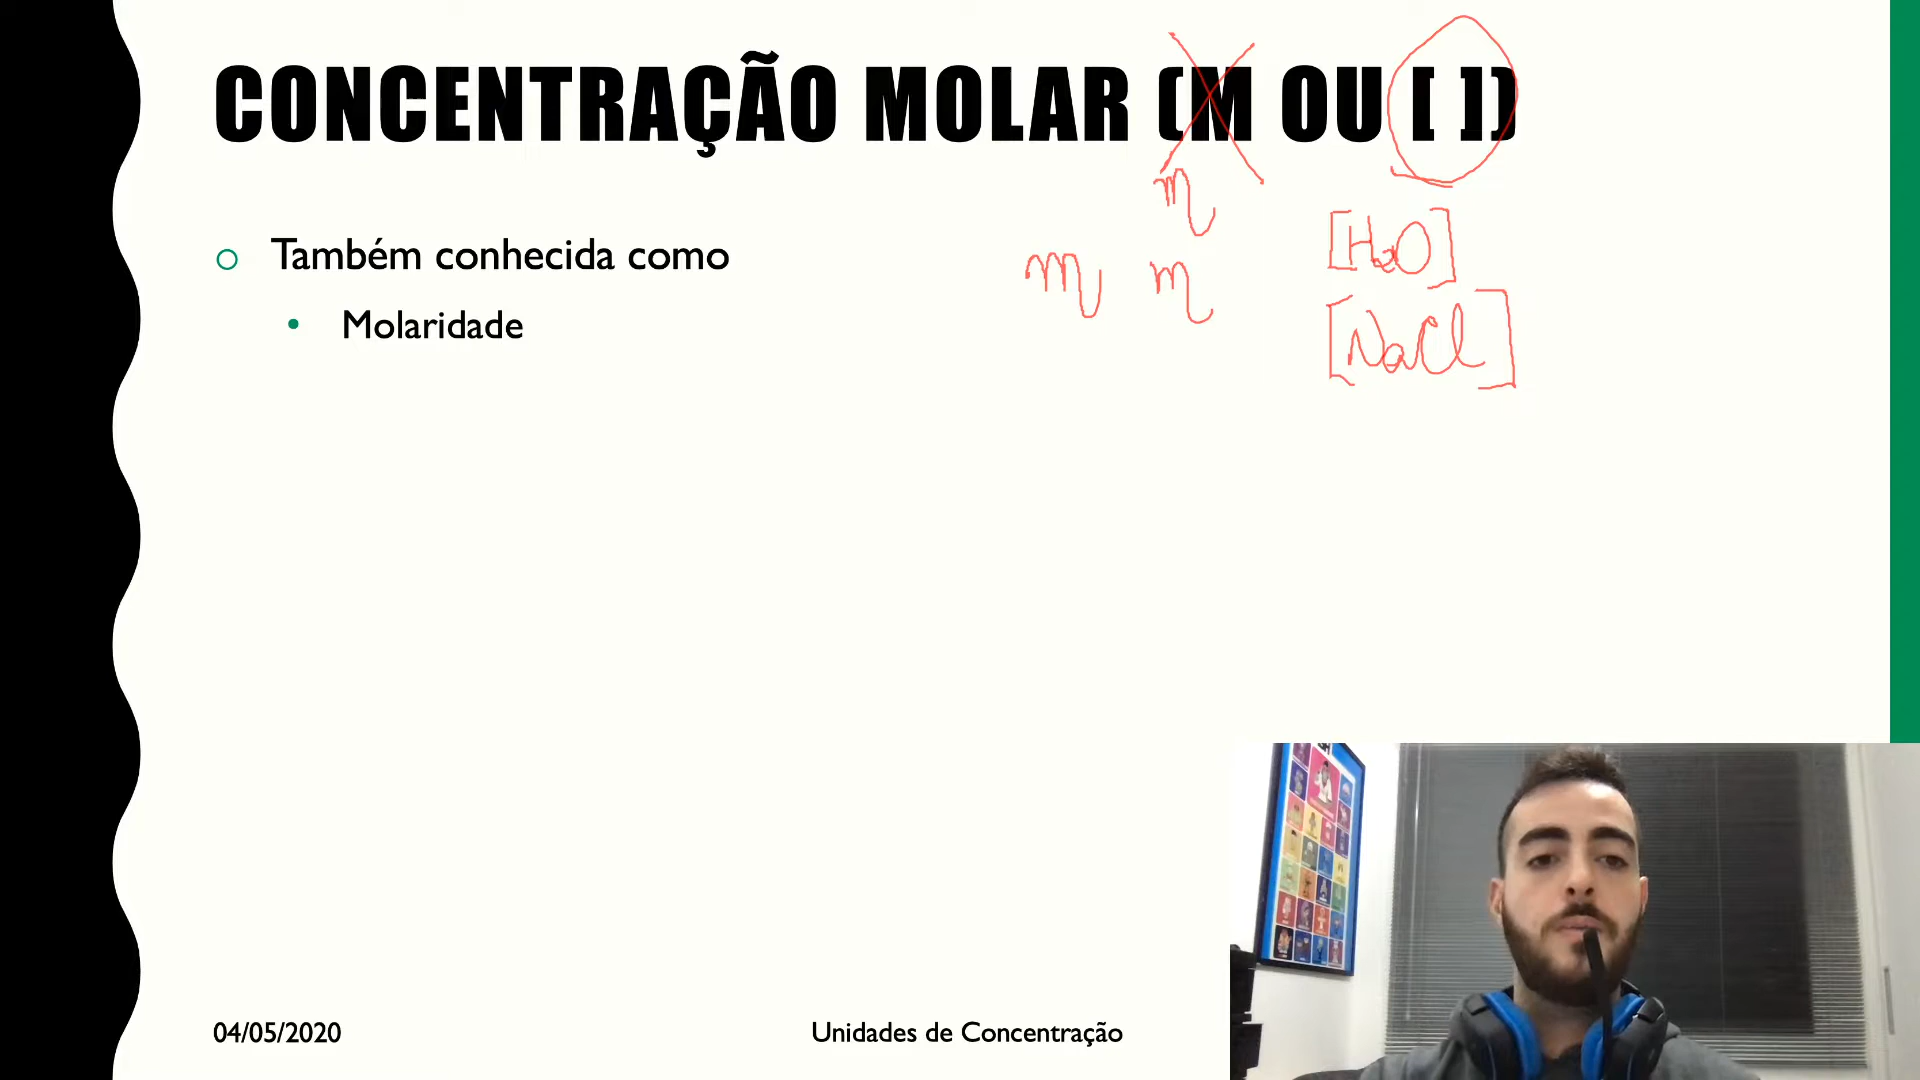 CONCENTRAÇÃO MOLAR (M OU [ ])
m
Também conhecida como
[H2O]
m m
Molaridade
[NaCl]
04/05/2020
Unidades de Concentração